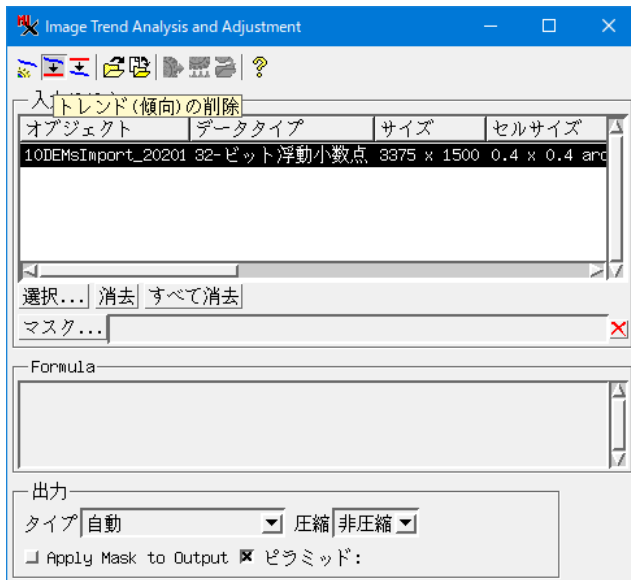 Image Trend Analysis and Adjustment
トレンド(傾向)の削除
オブジェクト データタイプ サイズ セルサイズ
10DEMsImport_20201 32-ビット浮動小数点 3375 x 1500 0.4 x 0.4 arc
選択... 消去 すべて消去
マスク...
Formula
出力
タイプ 自動 圧縮 非圧縮
Apply Mask to Output ピラミッド: